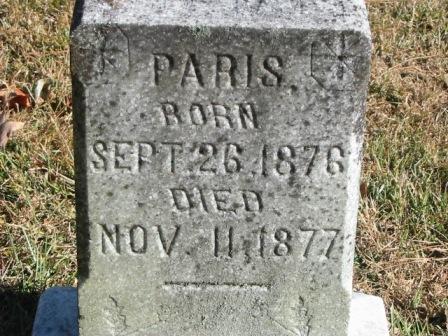 PARIS.
BORN
SEPT. 26, 1876
DIED
NOV. 11, 1877